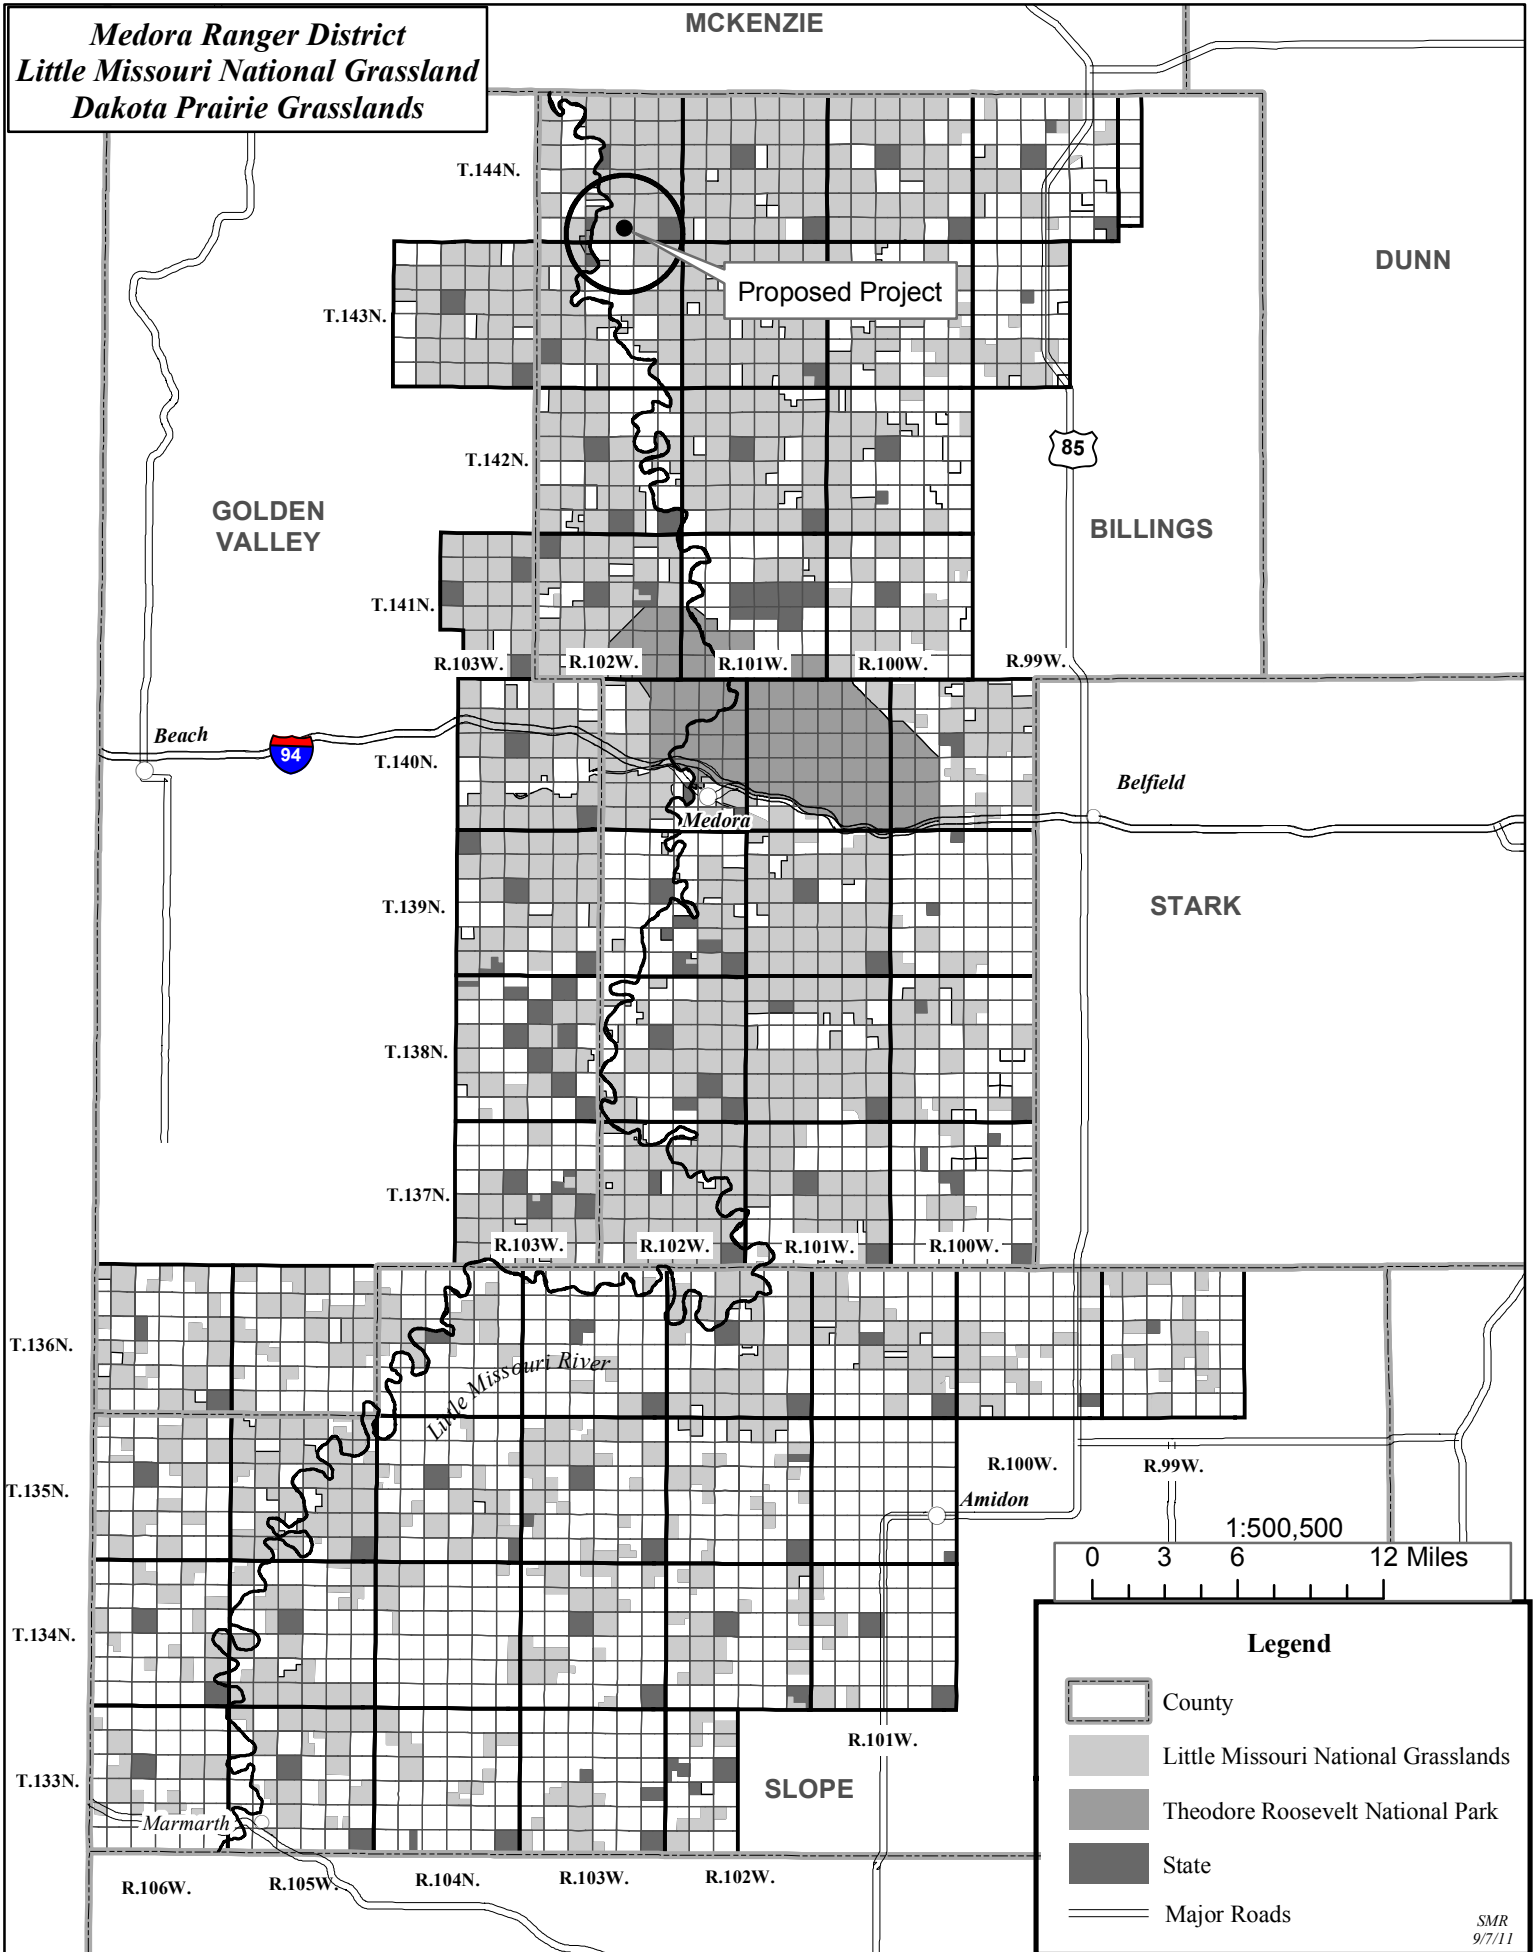 Medora Ranger District
Little Missouri National Grassland
Dakota Prairie Grasslands
MCKENZIE
T.144N.
DUNN
Proposed Project
T.143N.
85
T.142N.
GOLDEN
VALLEY
BILLINGS
T.141N.
R.103W.
R.102W.
R.101W.
R.100W.
R.99W.
Beach
94
T.140N.
Belfield
Medora
T.139N.
STARK
T.138N.
T.137N.
R.103W.
R.102W.
R.101W.
R.100W.
T.136N.
Little Missouri River
R.100W.
R.99W.
T.135N.
Amidon
1:500,500
0 3 6 12 Miles
T.134N.
Legend
County
R.101W.
Little Missouri National Grasslands
T.133N.
SLOPE
Theodore Roosevelt National Park
Marmarth
State
R.106W.
R.105W.
R.104N.
R.103W.
R.102W.
Major Roads
SMR
9/7/11